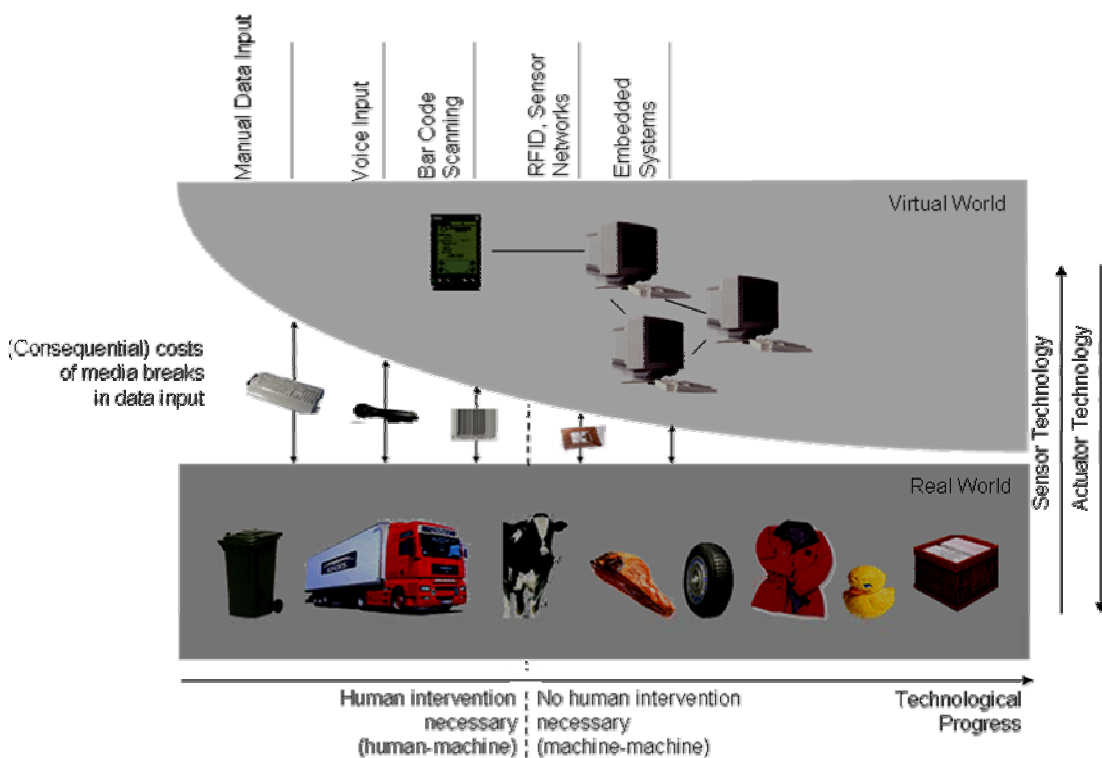 Manual Data Input
Voice Input
Bar Code
Scanning
RFID, Sensor
Networks
Embedded
Systems
Virtual World
(Consequential) costs
of media breaks
in data input
Sensor Technology
Actuator Technology
Real World
Human intervention
necessary
(human-machine)
No human intervention
necessary
(machine-machine)
Technological
Progress